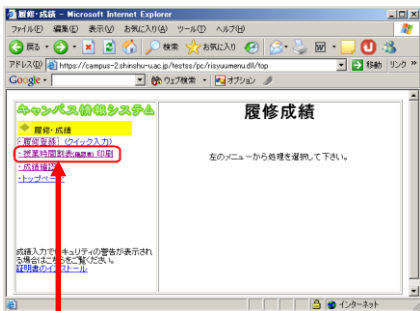 履修・成績 - Microsoft Internet Explorer
ファイル(F) 編集(E) 表示(V) お気に入り(A) ツール(T) ヘルプ(H)
戻る 検索 お気に入り
アドレス(D) https://campus-2.shinshu-u.ac.jp/testss/pc/risyuumenu.dll/top 移動 リンク
Google ウェブ検索 オプション
キャンパス情報システム
履修成績
履修・成績
・履修登録 (クイック入力)
・授業時間割表(確認表)印刷
左のメニューから処理を選択して下さい。
・成績確認
・トップページ
成績入力でセキュリティの警告が表示され
る場合はこちらをご覧ください。
証明書のインストール
インターネット